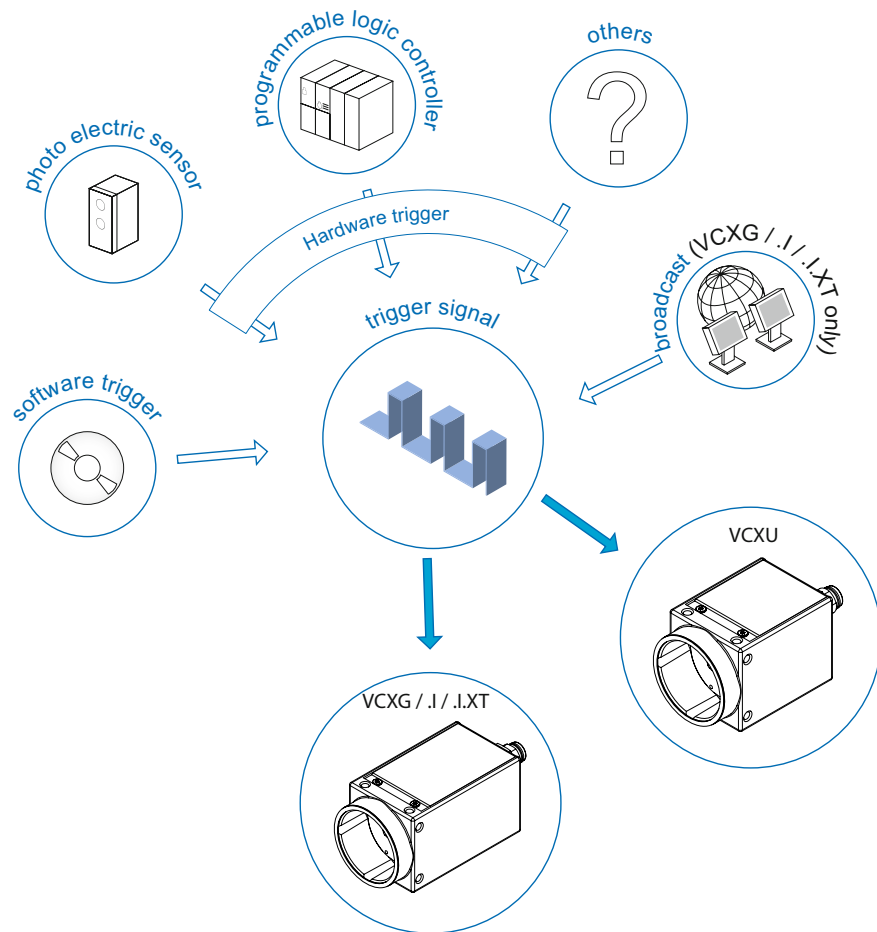 programmable logic controller
others
photo electric sensor
Hardware trigger
broadcast (VCXG / .I / .I.XT only)
trigger signal
software trigger
VCXU
VCXG / .I / .I.XT